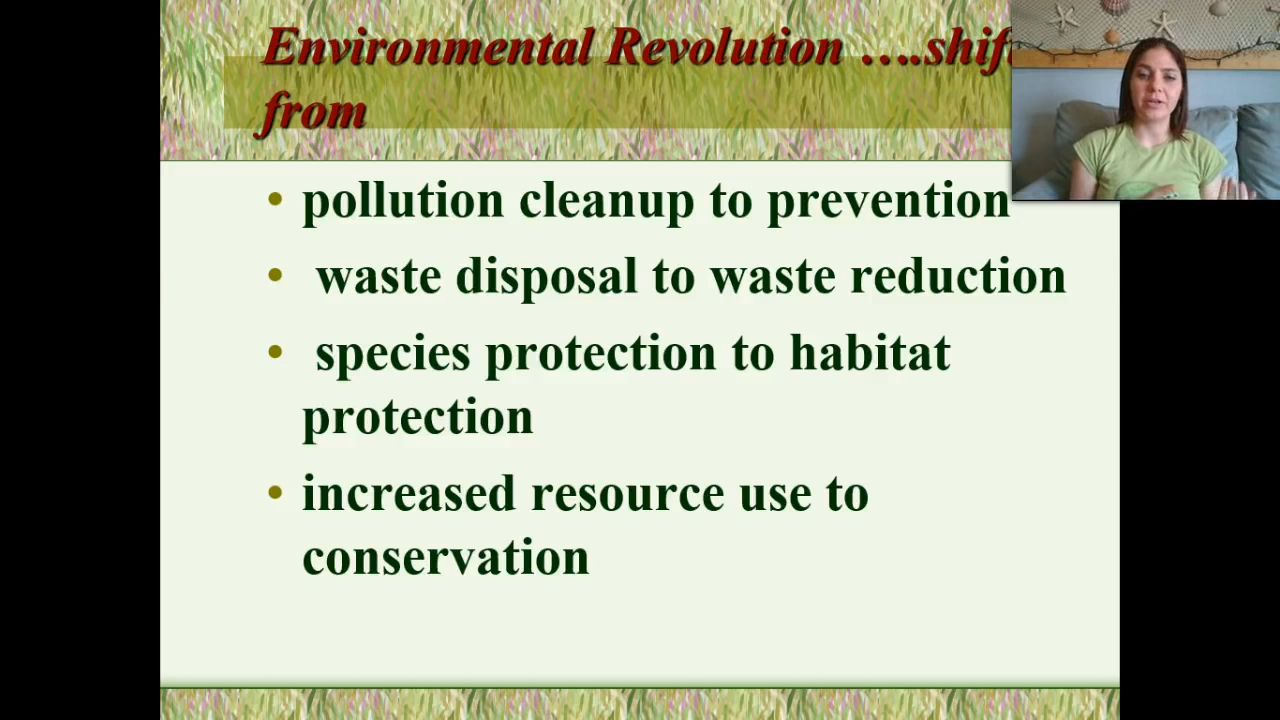 Environmental Revolution ….shif
from
• pollution cleanup to prevention
• waste disposal to waste reduction
• species protection to habitat
protection
• increased resource use to
conservation